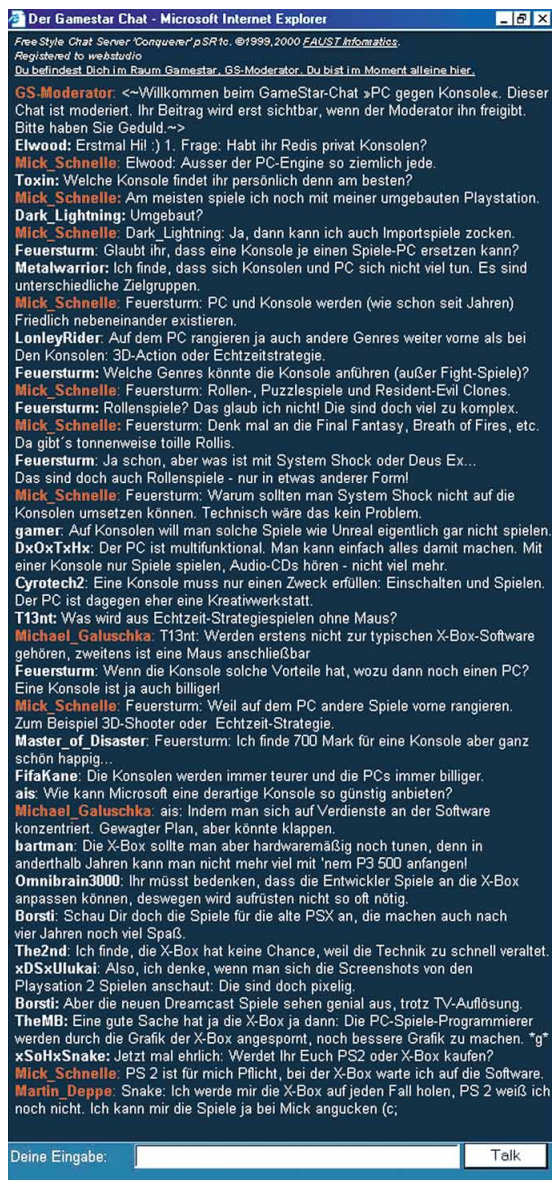 Der Gamestar Chat - Microsoft Internet Explorer
FreeStyle Chat Server 'Conquerer' pSR1c. ©1999,2000 FAUST Informatics.
Registered to webstudio
Du befindest Dich im Raum Gamestar, GS-Moderator. Du bist im Moment alleine hier.
GS-Moderator: <~Willkommen beim GameStar-Chat »PC gegen Konsole«. Dieser
Chat ist moderiert. Ihr Beitrag wird erst sichtbar, wenn der Moderator ihn freigibt.
Bitte haben Sie Geduld.~>
Elwood: Erstmal Hi! :) 1. Frage: Habt ihr Redis privat Konsolen?
Mick_Schnelle: Elwood: Ausser der PC-Engine so ziemlich jede.
Toxin: Welche Konsole findet ihr persönlich denn am besten?
Mick_Schnelle: Am meisten spiele ich noch mit meiner umgebauten Playstation.
Dark_Lightning: Umgebaut?
Mick_Schnelle: Dark_Lightning: Ja, dann kann ich auch Importspiele zocken.
Feuersturm: Glaubt ihr, dass eine Konsole je einen Spiele-PC ersetzen kann?
Metalwarrior: Ich finde, dass sich Konsolen und PC sich nicht viel tun. Es sind
unterschiedliche Zielgruppen.
Mick_Schnelle: Feuersturm: PC und Konsole werden (wie schon seit Jahren)
Friedlich nebeneinander existieren.
LonleyRider: Auf dem PC rangieren ja auch andere Genres weiter vorne als bei
Den Konsolen: 3D-Action oder Echtzeitstrategie.
Feuersturm: Welche Genres könnte die Konsole anführen (außer Fight-Spiele)?
Mick_Schnelle: Feuersturm: Rollen-, Puzzlespiele und Resident-Evil Clones.
Feuersturm: Rollenspiele? Das glaub ich nicht! Die sind doch viel zu komplex.
Mick_Schnelle: Feuersturm: Denk mal an die Final Fantasy, Breath of Fires, etc.
Da gibt´s tonnenweise toille Rollis.
Feuersturm: Ja schon, aber was ist mit System Shock oder Deus Ex...
Das sind doch auch Rollenspiele - nur in etwas anderer Form!
Mick_Schnelle: Feuersturm: Warum sollten man System Shock nicht auf die
Konsolen umsetzen können. Technisch wäre das kein Problem.
gamer: Auf Konsolen will man solche Spiele wie Unreal eigentlich gar nicht spielen.
DxOxTxHx: Der PC ist multifunktional. Man kann einfach alles damit machen. Mit
einer Konsole nur Spiele spielen, Audio-CDs hören - nicht viel mehr.
Cyrotech2: Eine Konsole muss nur einen Zweck erfüllen: Einschalten und Spielen.
Der PC ist dagegen eher eine Kreativwerkstatt.
T13nt: Was wird aus Echtzeit-Strategiespielen ohne Maus?
Michael_Galuschka: T13nt: Werden erstens nicht zur typischen X-Box-Software
gehören, zweitens ist eine Maus anschließbar
Feuersturm: Wenn die Konsole solche Vorteile hat, wozu dann noch einen PC?
Eine Konsole ist ja auch billiger!
Mick_Schnelle: Feuersturm: Weil auf dem PC andere Spiele vorne rangieren.
Zum Beispiel 3D-Shooter oder Echtzeit-Strategie.
Master_of_Disaster: Feuersturm: Ich finde 700 Mark für eine Konsole aber ganz
schön happig...
FifaKane: Die Konsolen werden immer teurer und die PCs immer billiger.
ais: Wie kann Microsoft eine derartige Konsole so günstig anbieten?
Michael_Galuschka: ais: Indem man sich auf Verdienste an der Software
konzentriert. Gewagter Plan, aber könnte klappen.
bartman: Die X-Box sollte man aber hardwaremäßig noch tunen, denn in
anderthalb Jahren kann man nicht mehr viel mit 'nem P3 500 anfangen!
Omnibrain3000: Ihr müsst bedenken, dass die Entwickler Spiele an die X-Box
anpassen können, deswegen wird aufrüsten nicht so oft nötig.
Borsti: Schau Dir doch die Spiele für die alte PSX an, die machen auch nach
vier Jahren noch viel Spaß.
The2nd: Ich finde, die X-Box hat keine Chance, weil die Technik zu schnell veraltet.
xDSxUlukai: Also, ich denke, wenn man sich die Screenshots von den
Playsation 2 Spielen anschaut: Die sind doch pixelig.
Borsti: Aber die neuen Dreamcast Spiele sehen genial aus, trotz TV-Auflösung.
TheMB: Eine gute Sache hat ja die X-Box ja dann: Die PC-Spiele-Programmierer
werden durch die Grafik der X-Box angespornt, noch bessere Grafik zu machen. *g*
xSoHxSnake: Jetzt mal ehrlich: Werdet Ihr Euch PS2 oder X-Box kaufen?
Mick_Schnelle: PS 2 ist für mich Pflicht, bei der X-Box warte ich auf die Software.
Martin_Deppe: Snake: Ich werde mir die X-Box auf jeden Fall holen, PS 2 weiß ich
noch nicht. Ich kann mir die Spiele ja bei Mick angucken (c;
Deine Eingabe:
Talk